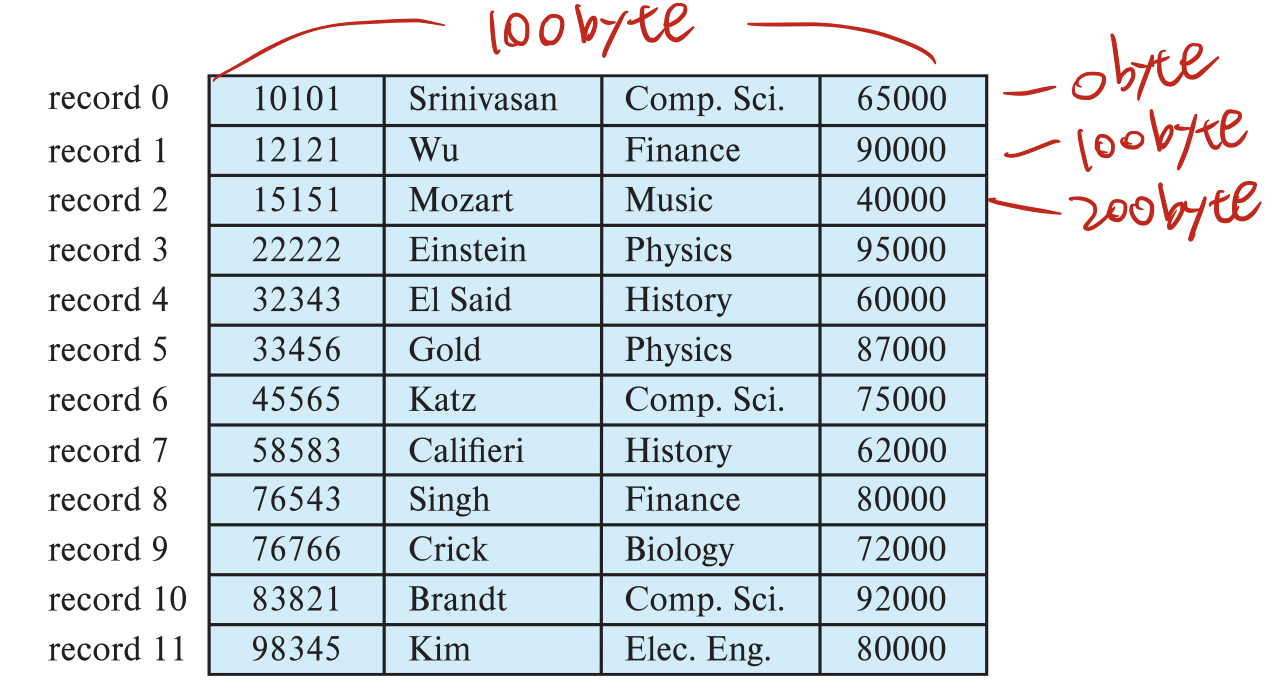 100byte
record 0 10101 Srinivasan Comp. Sci. 65000 0byte
record 1 12121 Wu Finance 90000 100byte
record 2 15151 Mozart Music 40000 200byte
record 3 22222 Einstein Physics 95000
record 4 32343 El Said History 60000
record 5 33456 Gold Physics 87000
record 6 45565 Katz Comp. Sci. 75000
record 7 58583 Califieri History 62000
record 8 76543 Singh Finance 80000
record 9 76766 Crick Biology 72000
record 10 83821 Brandt Comp. Sci. 92000
record 11 98345 Kim Elec. Eng. 80000